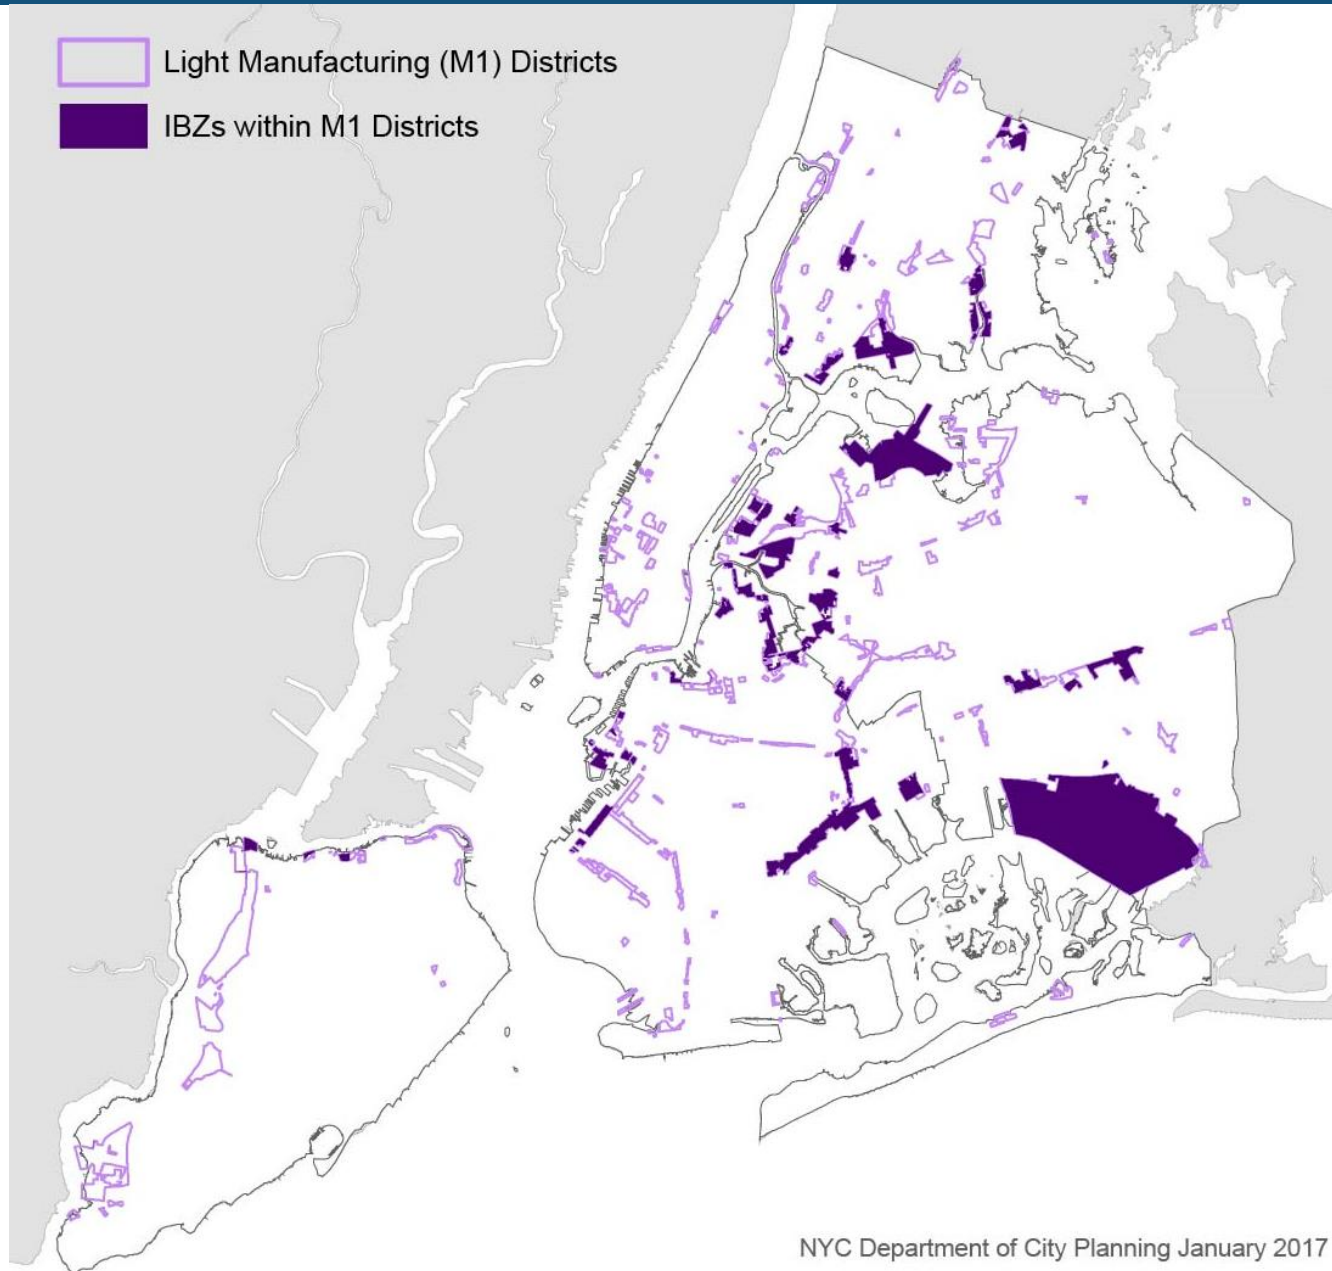 Light Manufacturing (M1) Districts
IBZs within M1 Districts
NYC Department of City Planning January 2017